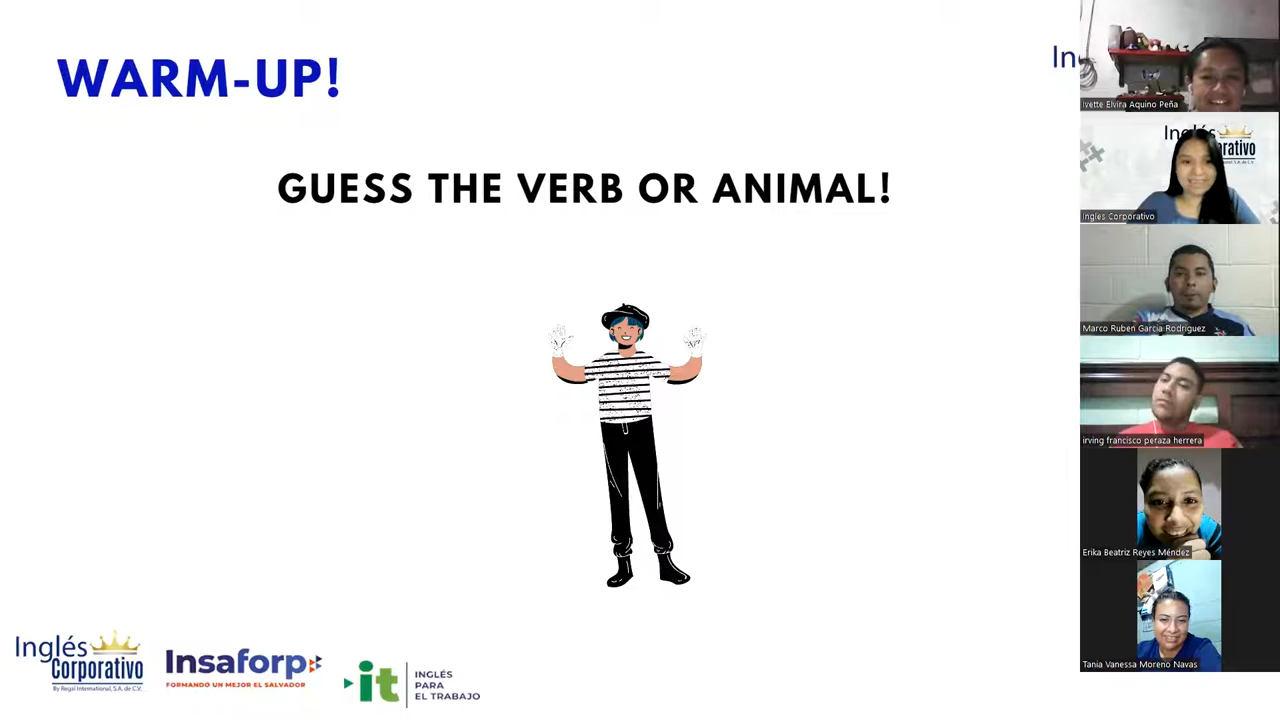 WARM-UP!
GUESS THE VERB OR ANIMAL!
In
Ivette Elvira Aquino Peña
Inglés
orativo
Ingles Corporativo
Marco Ruben Garcia Rodriguez
irving francisco peraza herrera
Erika Beatriz Reyes Méndez
Tania Vanessa Moreno Navas
Inglés
Corporativo
By Regal International, S.A. de C.V.
Insaforp
FORMANDO UN MEJOR EL SALVADOR
it
INGLÉS
PARA
EL TRABAJO